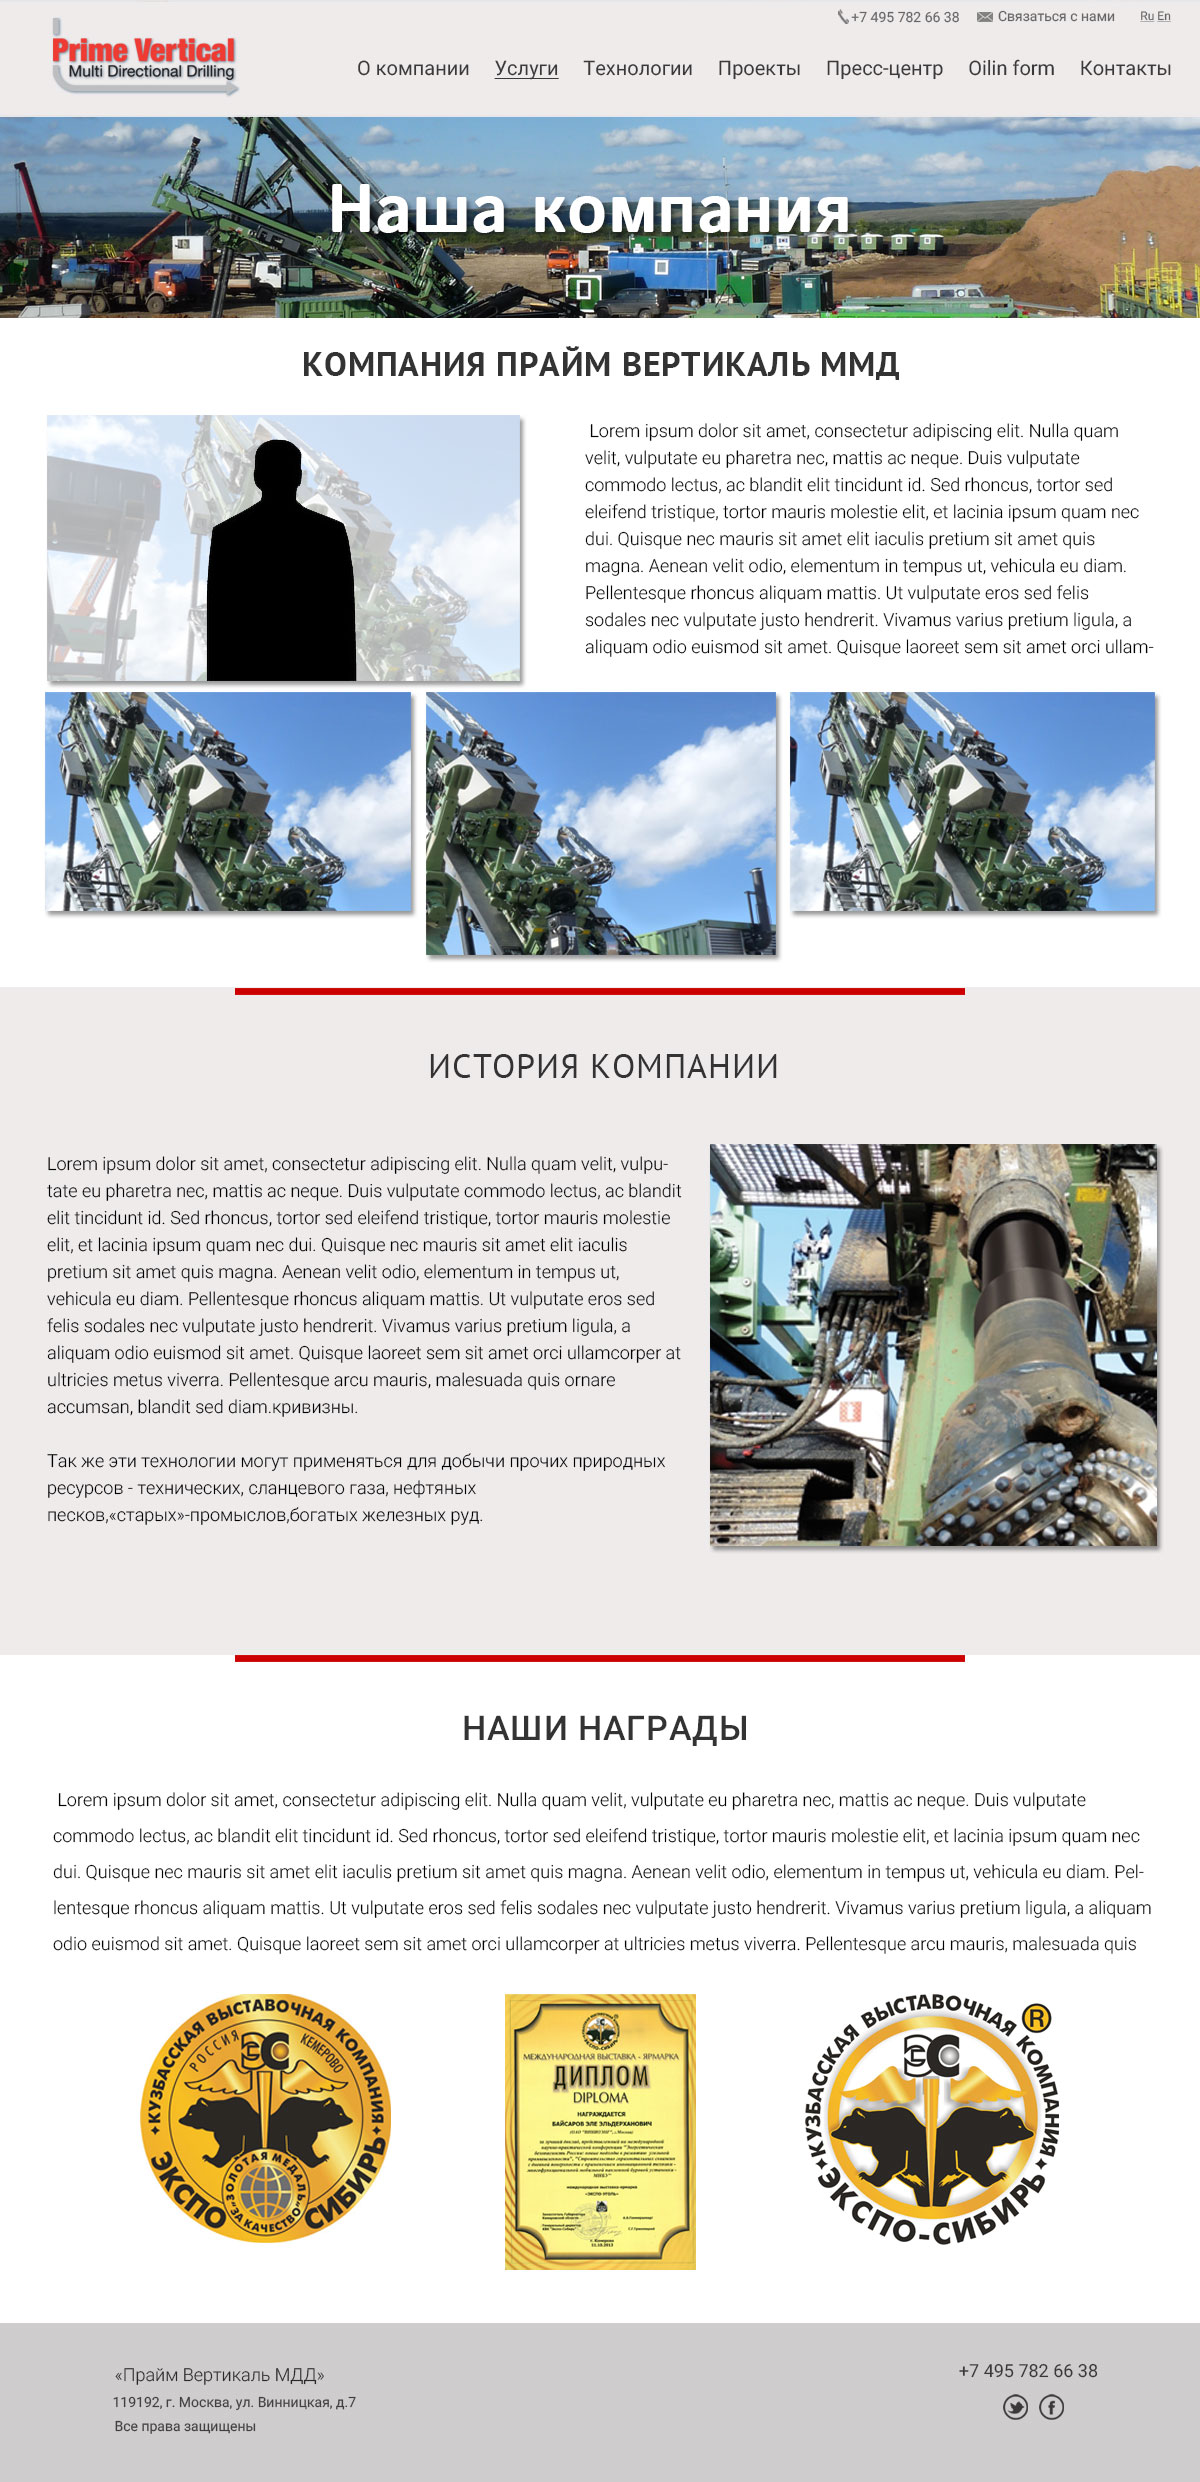 +7 495 782 66 38 Связаться с нами Ru En
Prime Vertical
Multi Directional Drilling
О компании Услуги Технологии Проекты Пресс-центр Oilin form Контакты
Наша компания
КОМПАНИЯ ПРАЙМ ВЕРТИКАЛЬ ММД
Lorem ipsum dolor sit amet, consectetur adipiscing elit. Nulla quam
velit, vulputate eu pharetra nec, mattis ac neque. Duis vulputate
commodo lectus, ac blandit elit tincidunt id. Sed rhoncus, tortor sed
eleifend tristique, tortor mauris molestie elit, et lacinia ipsum quam nec
dui. Quisque nec mauris sit amet elit iaculis pretium sit amet quis
magna. Aenean velit odio, elementum in tempus ut, vehicula eu diam.
Pellentesque rhoncus aliquam mattis. Ut vulputate eros sed felis
sodales nec vulputate justo hendrerit. Vivamus varius pretium ligula, a
aliquam odio euismod sit amet. Quisque laoreet sem sit amet orci ullam-
ИСТОРИЯ КОМПАНИИ
Lorem ipsum dolor sit amet, consectetur adipiscing elit. Nulla quam velit, vulpu-
tate eu pharetra nec, mattis ac neque. Duis vulputate commodo lectus, ac blandit
elit tincidunt id. Sed rhoncus, tortor sed eleifend tristique, tortor mauris molestie
elit, et lacinia ipsum quam nec dui. Quisque nec mauris sit amet elit iaculis
pretium sit amet quis magna. Aenean velit odio, elementum in tempus ut,
vehicula eu diam. Pellentesque rhoncus aliquam mattis. Ut vulputate eros sed
felis sodales nec vulputate justo hendrerit. Vivamus varius pretium ligula, a
aliquam odio euismod sit amet. Quisque laoreet sem sit amet orci ullamcorper at
ultricies metus viverra. Pellentesque arcu mauris, malesuada quis ornare
accumsan, blandit sed diam.кривизны.
Так же эти технологии могут применяться для добычи прочих природных
ресурсов - технических, сланцевого газа, нефтяных
песков,«старых»-промыслов,богатых железных руд.
НАШИ НАГРАДЫ
Lorem ipsum dolor sit amet, consectetur adipiscing elit. Nulla quam velit, vulputate eu pharetra nec, mattis ac neque. Duis vulputate
commodo lectus, ac blandit elit tincidunt id. Sed rhoncus, tortor sed eleifend tristique, tortor mauris molestie elit, et lacinia ipsum quam nec
dui. Quisque nec mauris sit amet elit iaculis pretium sit amet quis magna. Aenean velit odio, elementum in tempus ut, vehicula eu diam. Pel-
lentesque rhoncus aliquam mattis. Ut vulputate eros sed felis sodales nec vulputate justo hendrerit. Vivamus varius pretium ligula, a aliquam
odio euismod sit amet. Quisque laoreet sem sit amet orci ullamcorper at ultricies metus viverra. Pellentesque arcu mauris, malesuada quis
КУЗБАССКАЯ ВЫСТАВОЧНАЯ КОМПАНИЯ
РОССИЯ КЕМЕРОВО
ЗОЛОТАЯ МЕДАЛЬ
"ЗА КАЧЕСТВО"
ЭКСПО СИБИРЬ
ЭКСПО-СИБИРЬ
МЕЖДУНАРОДНАЯ ВЫСТАВКА - ЯРМАРКА
ДИПЛОМ
DIPLOMA
НАГРАЖДАЕТСЯ
БАЙСАРОВ ЭЛЕ ЭЛЬДЕРХАНОВИЧ
международная выставка-ярмарка
«ЭКСПО-УГОЛЬ»
г. Кемерово
11.10.2013
КУЗБАССКАЯ ВЫСТАВОЧНАЯ КОМПАНИЯ
®
ЭКСПО-СИБИРЬ
«Прайм Вертикаль МДД»
119192, г. Москва, ул. Винницкая, д.7
Все права защищены
+7 495 782 66 38